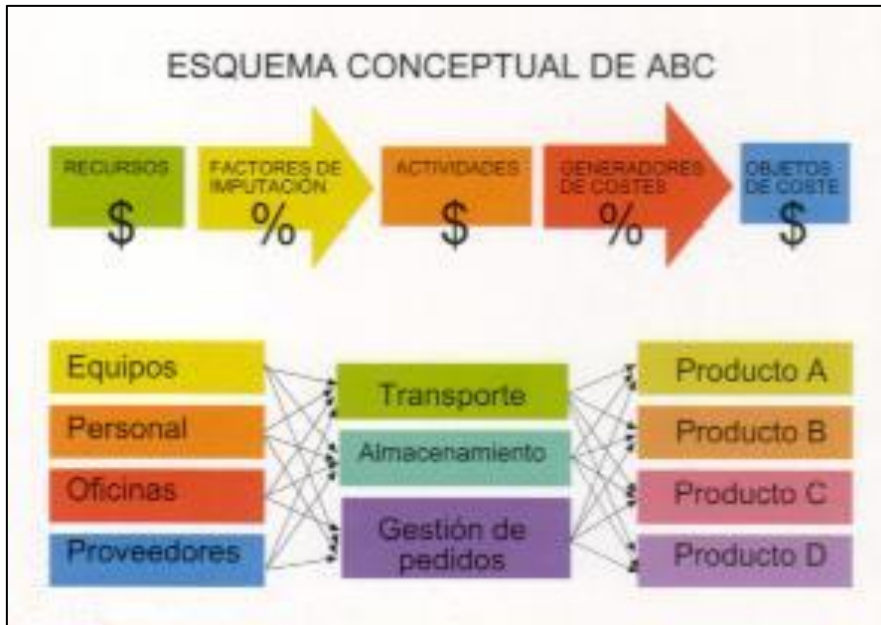 ESQUEMA CONCEPTUAL DE ABC
RECURSOS
$
FACTORES DE
IMPUTACIÓN
%
ACTIVIDADES
$
GENERADORES
DE COSTES
%
OBJETOS
DE COSTE
$
Equipos
Personal
Oficinas
Proveedores
Transporte
Almacenamiento
Gestión de
pedidos
Producto A
Producto B
Producto C
Producto D